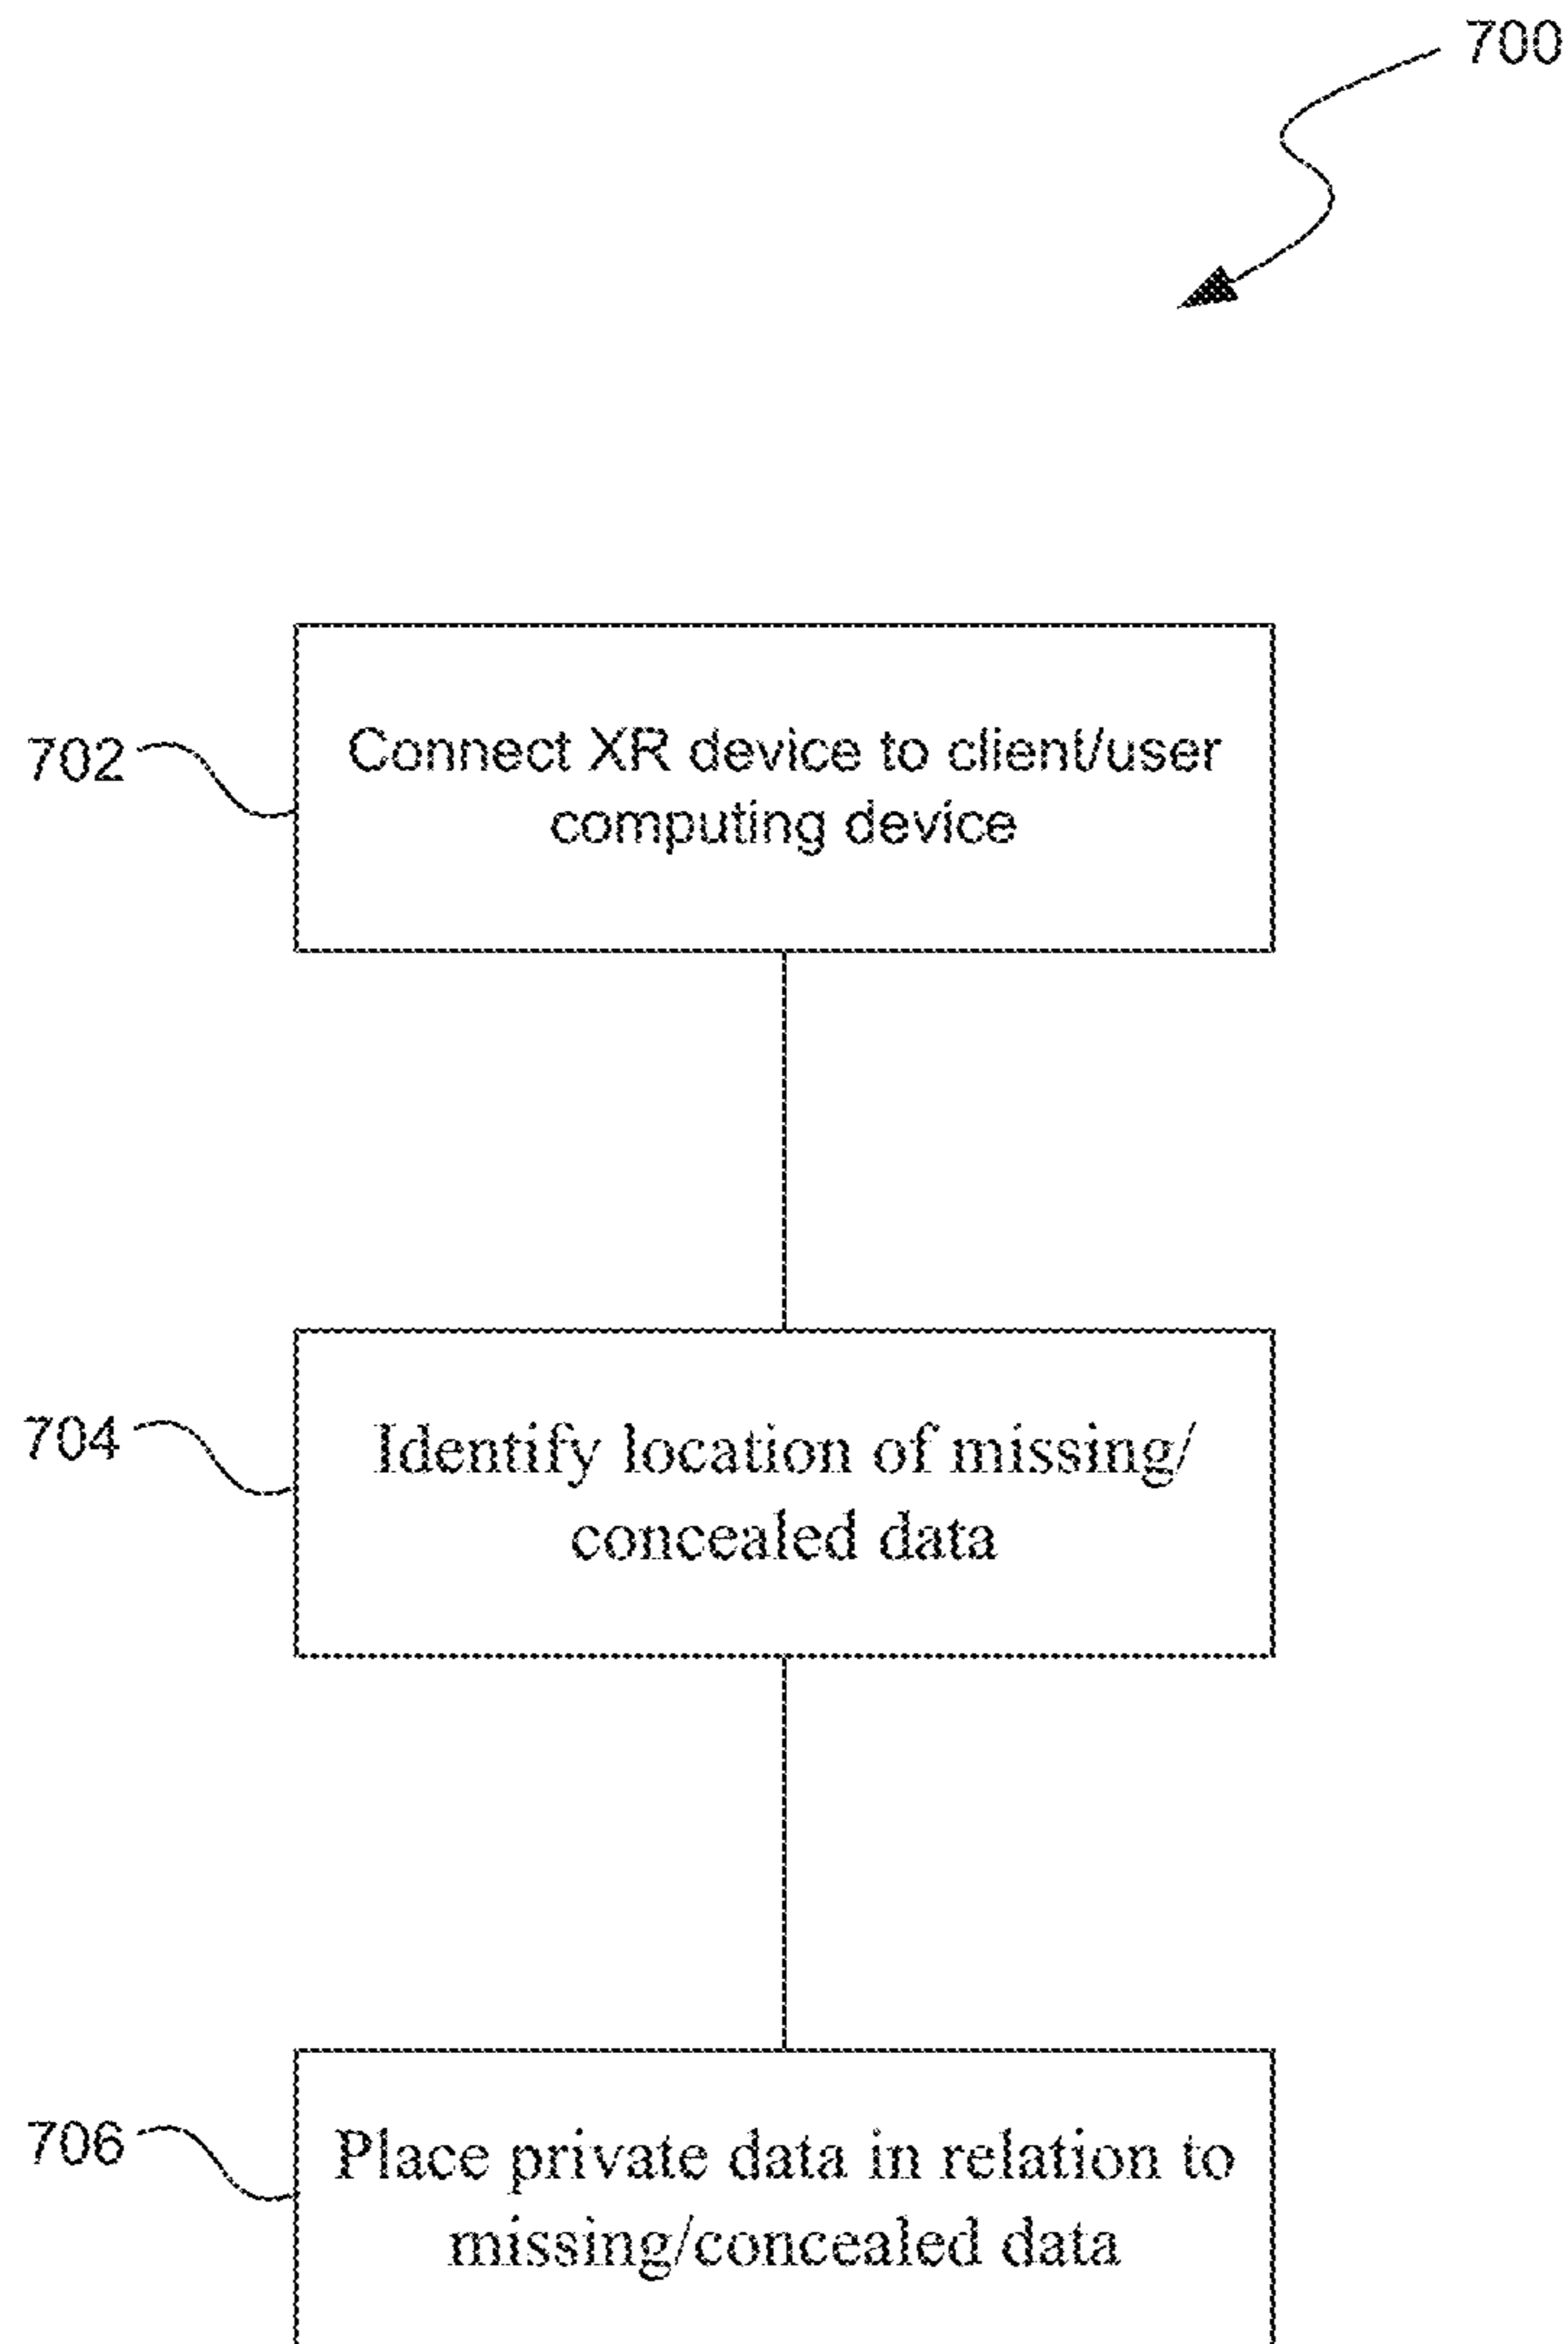 700
702
Connect XR device to client/user
computing device
704
Identify location of missing/
concealed data
706
Place private data in relation to
missing/concealed data